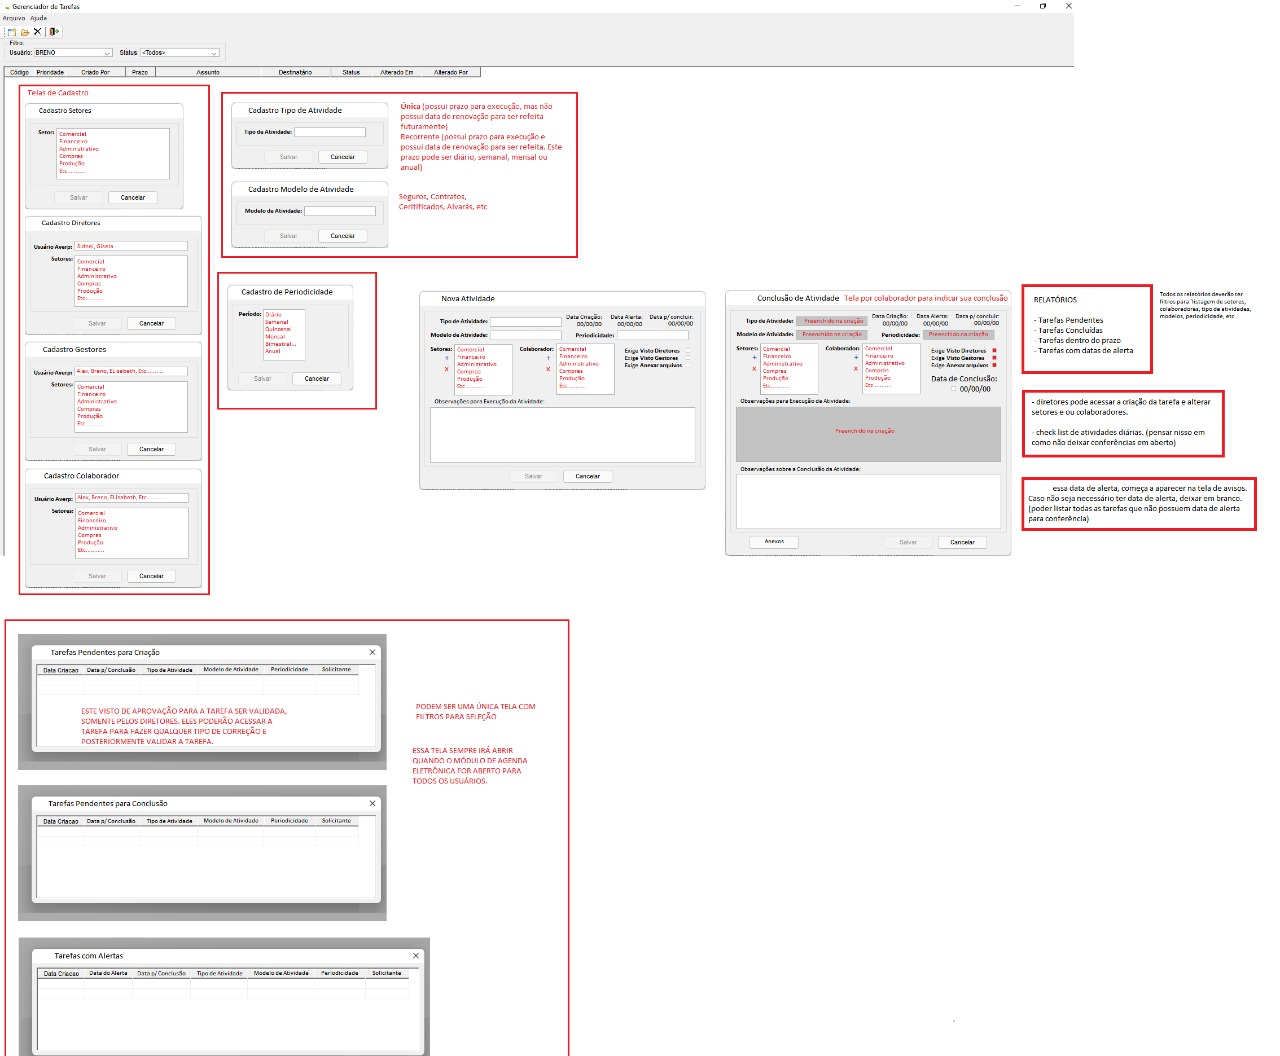 Gerenciador de Tarefas
Arquivo Ajuda
Filtro:
Usuário: BRENO Status: <Todos>
Código Prioridade Criado Por Prazo Assunto Destinatário Status Alterado Em Alterado Por
Telas de Cadastro
Cadastro Setores
Setor:
Comercial
Financeiro
Administrativo
Compras
Produção
Etc..........
Salvar Cancelar
Cadastro Diretores
Usuário Averp: Sidnei, Gisela
Setores:
Comercial
Financeiro
Administrativo
Compras
Produção
Etc..........
Salvar Cancelar
Cadastro Gestores
Usuário Averp: Alex, Breno, ELisabeth, Etc.........
Setores:
Comercial
Financeiro
Administrativo
Compras
Produção
Etc..........
Salvar Cancelar
Cadastro Colaborador
Usuário Averp: Alex, Breno, ELisabeth, Etc.........
Setores:
Comercial
Financeiro
Administrativo
Compras
Produção
Etc..........
Salvar Cancelar
Cadastro Tipo de Atividade
Tipo de Atividade:
Salvar Cancelar
Única (possui prazo para execução, mas não
possui data de renovação para ser refeita
futuramente)
Recorrente (possui prazo para execução e
possui data de renovação para ser refeita. Este
prazo pode ser diário, semanal, mensal ou
anual)
Cadastro Modelo de Atividade
Modelo de Atividade:
Salvar Cancelar
Seguros, Contratos,
Ceritificados, Alvarás, etc
Cadastro de Periodicidade
Período:
Diário
Semanal
Quinzenal
Mensal
Bimestral...
Anual
Salvar Cancelar
Nova Atividade
Tipo de Atividade: Data Criação: Data Alerta: Data p/concluir:
00/00/00 00/00/00 00/00/00
Modelo de Atividade: Periodicidade:
Setores: Colaborador:
+ x
Comercial
Financeiro
Administrativo
Compras
Produção
Etc..........
+ x
Comercial
Financeiro
Administrativo
Compras
Produção
Etc..........
Exige Visto Diretores
Exige Visto Gestores
Exige Anexar arquivos
Observações para Execução da Atividade:
Salvar Cancelar
Conclusão de Atividade Tela por colaborador para indicar sua conclusão
Tipo de Atividade: Preenchido na criação Data Criação: Data Alerta: Data p/ concluir:
00/00/00 00/00/00 00/00/00
Modelo de Atividade: Preenchido na criação Periodicidade: Preenchido na criação
Setores: Colaborador:
+ x
Comercial
Financeiro
Administrativo
Compras
Produção
Etc..........
+ x
Comercial
Financeiro
Administrativo
Compras
Produção
Etc..........
Exige Visto Diretores
Exige Visto Gestores
Exige Anexar arquivos
Data de Conclusão:
00/00/00
Observações para Execução da Atividade:
Preenchido na criação
Observações sobre a Conclusão da Atividade:
Anexos Salvar Cancelar
RELATÓRIOS
- Tarefas Pendentes
- Tarefas Concluídas
- Tarefas dentro do prazo
- Tarefas com datas de alerta
Todos os relatórios deverão ter
filtros para listagem de setores,
colaboradores, tipo de atividades,
modelos, periodicidade, etc.
- diretores pode acessar a criação da tarefa e alterar
setores e ou colaboradores.
- check list de atividades diárias. (pensar nisso em
como não deixar conferências em aberto)
essa data de alerta, começa a aparecer na tela de avisos.
Caso não seja necessário ter data de alerta, deixar em branco.
(poder llistar todas as tarefas que não possuem data de alerta
para conferência)
Tarefas Pendentes para Criação
Data Criacao Data p/ Conclusão Tipo de Atividade Modelo de Atividade Periodicidade Solicitante
ESTE VISTO DE APROVAÇÃO PARA A TAREFA SER VALIDADA,
SOMENTE PELOS DIRETORES. ELES PODERÃO ACESSAR A
TAREFA PARA FAZER QUALQUER TIPO DE CORREÇÃO E
POSTERIORMENTE VALIDAR A TAREFA.
PODEM SER UMA ÚNICA TELA COM
FILTROS PARA SELEÇÃO
ESSA TELA SEMPRE IRÁ ABRIR
QUANDO O MÓDULO DE AGENDA
ELETRÔNICA FOR ABERTO PARA
TODOS OS USUÁRIOS.
Tarefas Pendentes para Conclusão
Data Criacao Data p/ Conclusão Tipo de Atividade Modelo de Atividade Periodicidade Solicitante
Tarefas com Alertas
Data Criacao Data do Alerta Data p/ Conclusão Tipo de Atividade Modelo de Atividade Periodicidade Solicitante